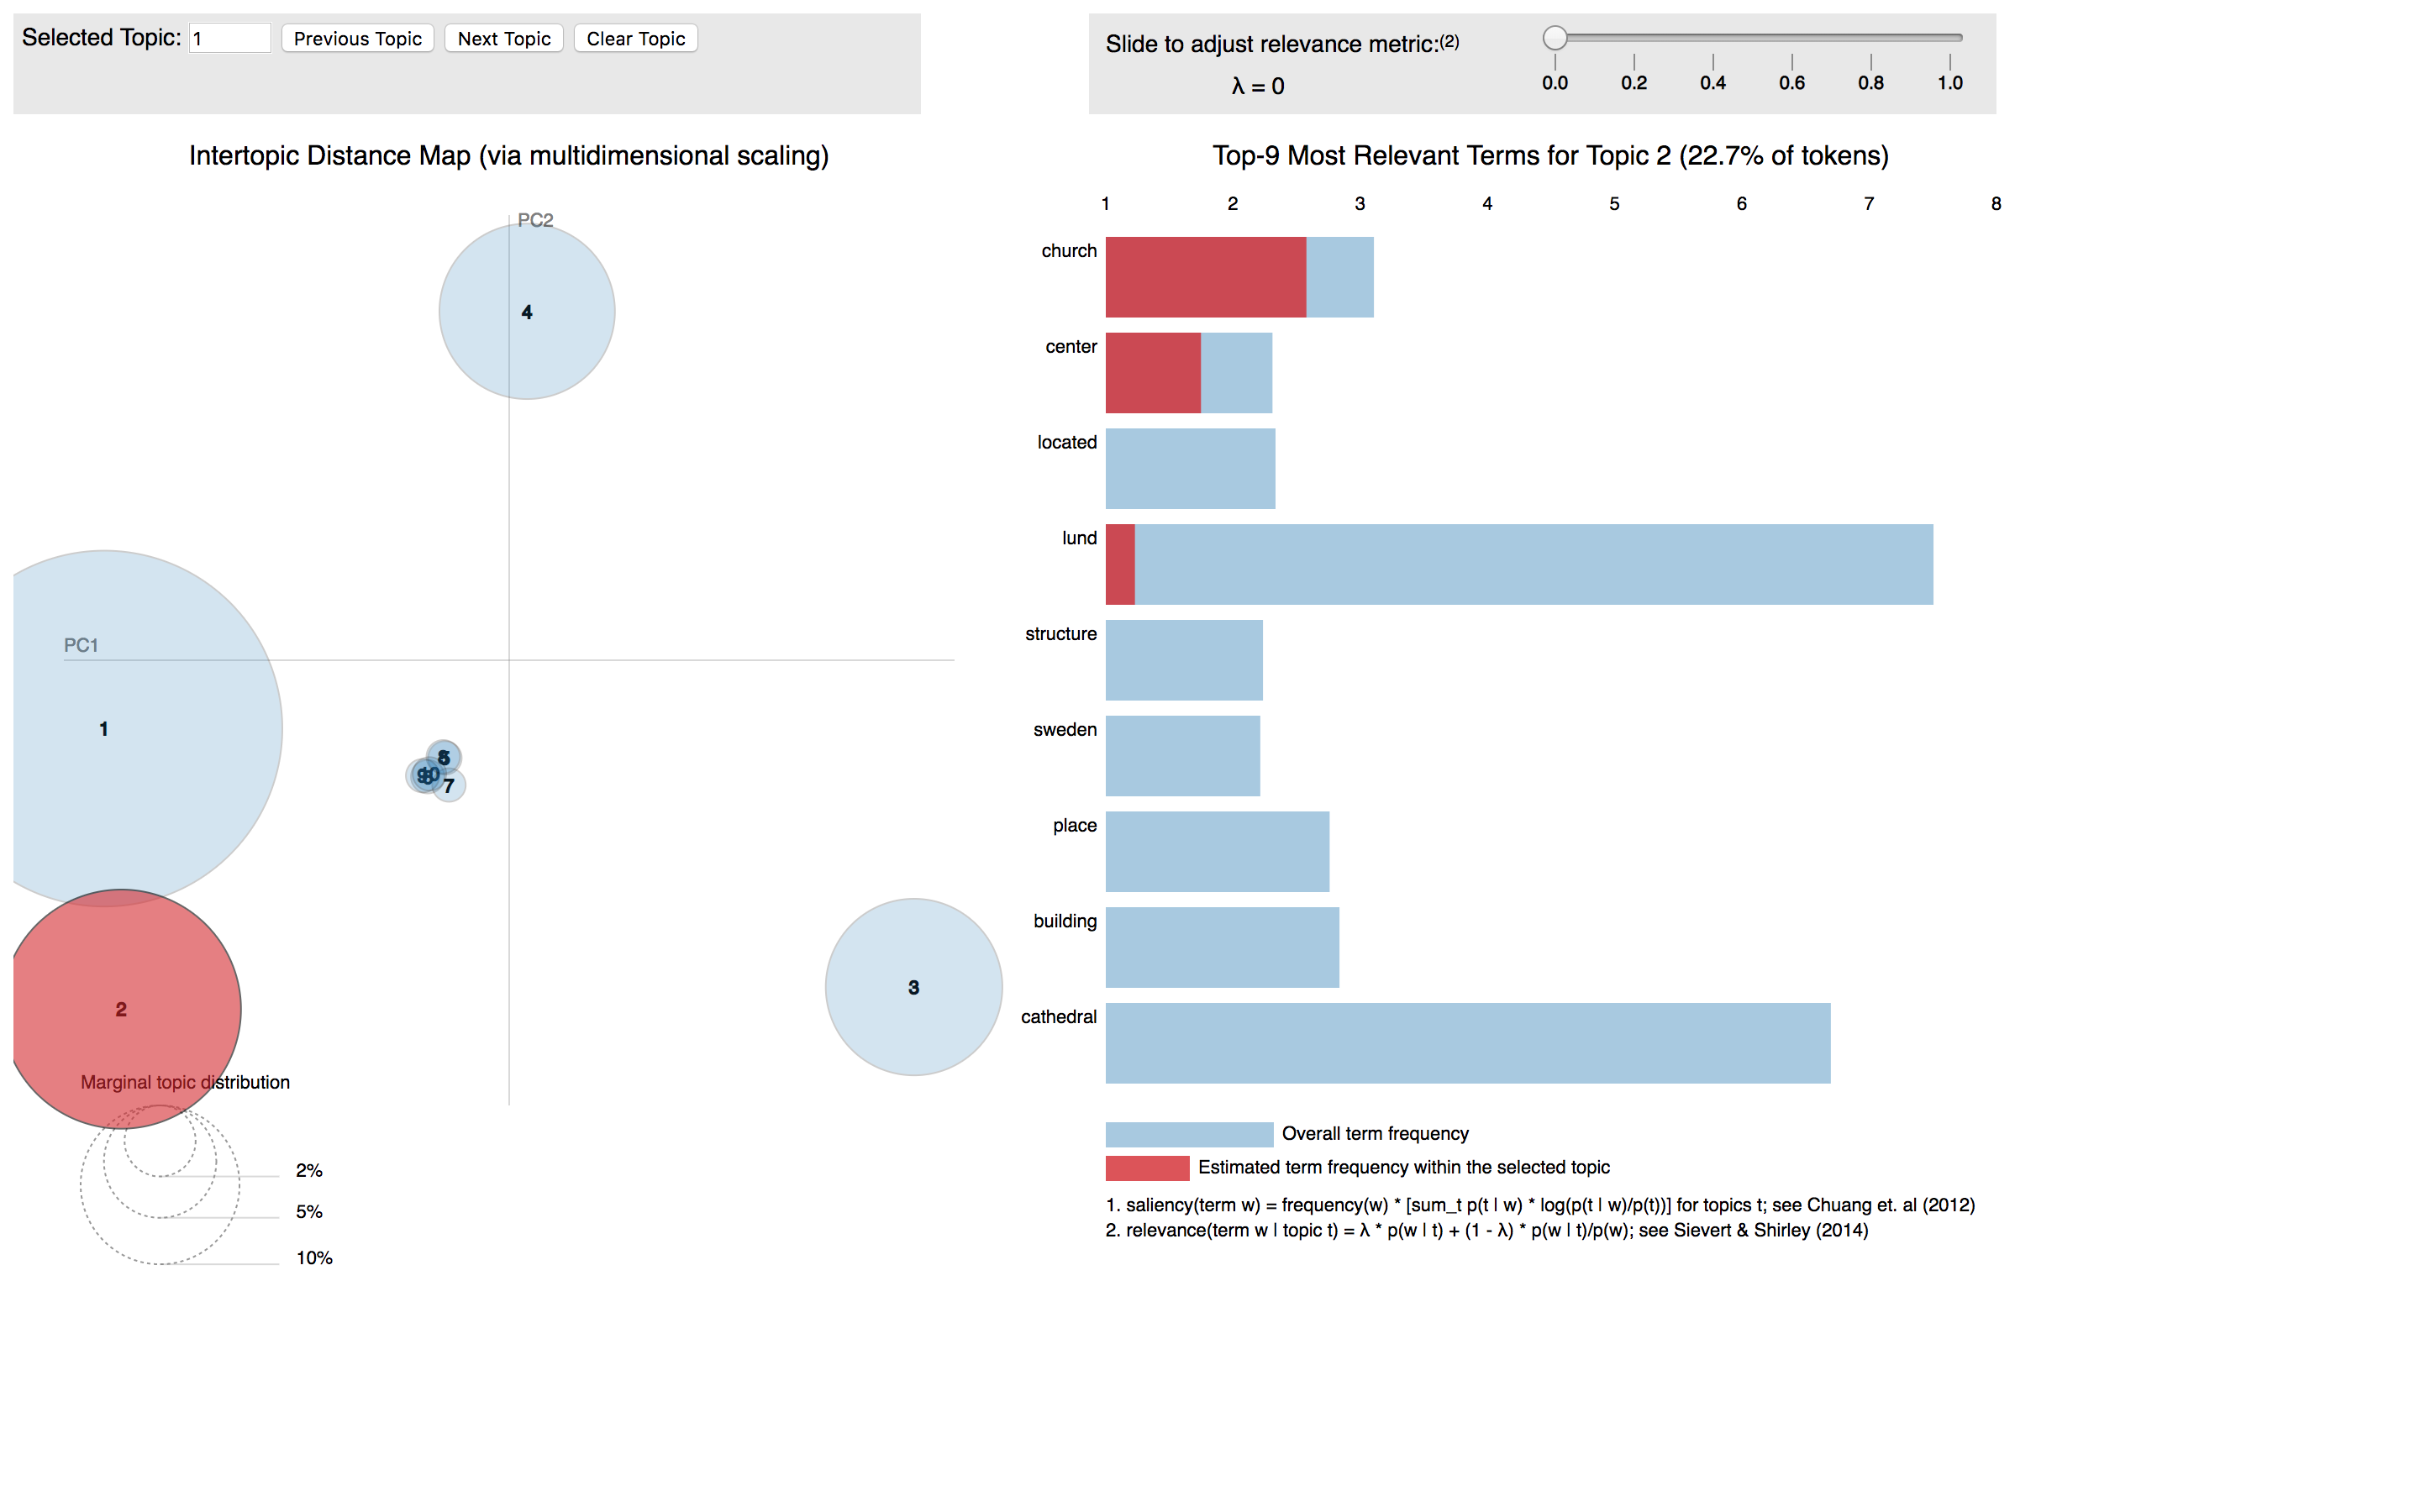 Selected Topic: 1 Previous Topic Next Topic Clear Topic
Slide to adjust relevance metric:(2)
λ = 0
0.0 0.2 0.4 0.6 0.8 1.0
Intertopic Distance Map (via multidimensional scaling)
PC2
4
PC1
1
7
2
3
Marginal topic distribution
2%
5%
10%
Top-9 Most Relevant Terms for Topic 2 (22.7% of tokens)
1 2 3 4 5 6 7 8
church
center
located
lund
structure
sweden
place
building
cathedral
Overall term frequency
Estimated term frequency within the selected topic
1. saliency(term w) = frequency(w) * [sum_t p(t | w) * log(p(t | w)/p(t))] for topics t; see Chuang et. al (2012)
2. relevance(term w | topic t) = λ * p(w | t) + (1 - λ) * p(w | t)/p(w); see Sievert & Shirley (2014)